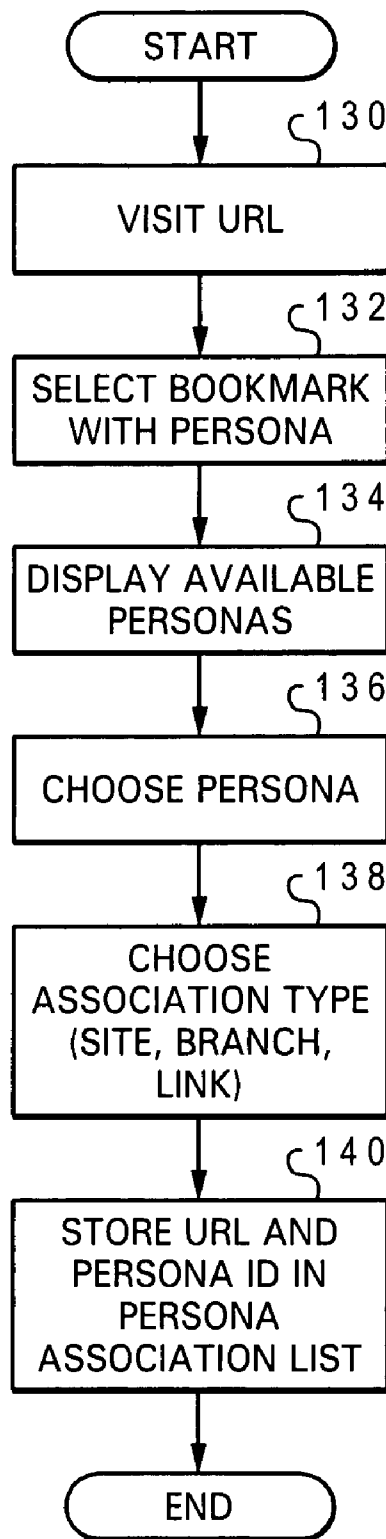 START
130
VISIT URL
132
SELECT BOOKMARK
WITH PERSONA
134
DISPLAY AVAILABLE
PERSONAS
136
CHOOSE PERSONA
138
CHOOSE
ASSOCIATION TYPE
(SITE, BRANCH,
LINK)
140
STORE URL AND
PERSONA ID IN
PERSONA
ASSOCIATION LIST
END